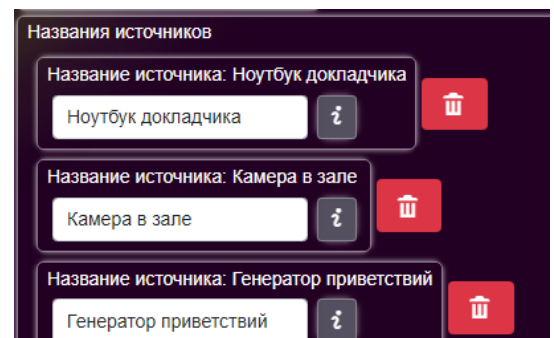 Названия источников
Название источника: Ноутбук докладчика
Ноутбук докладчика
Название источника: Камера в зале
Камера в зале
Название источника: Генератор приветствий
Генератор приветствий